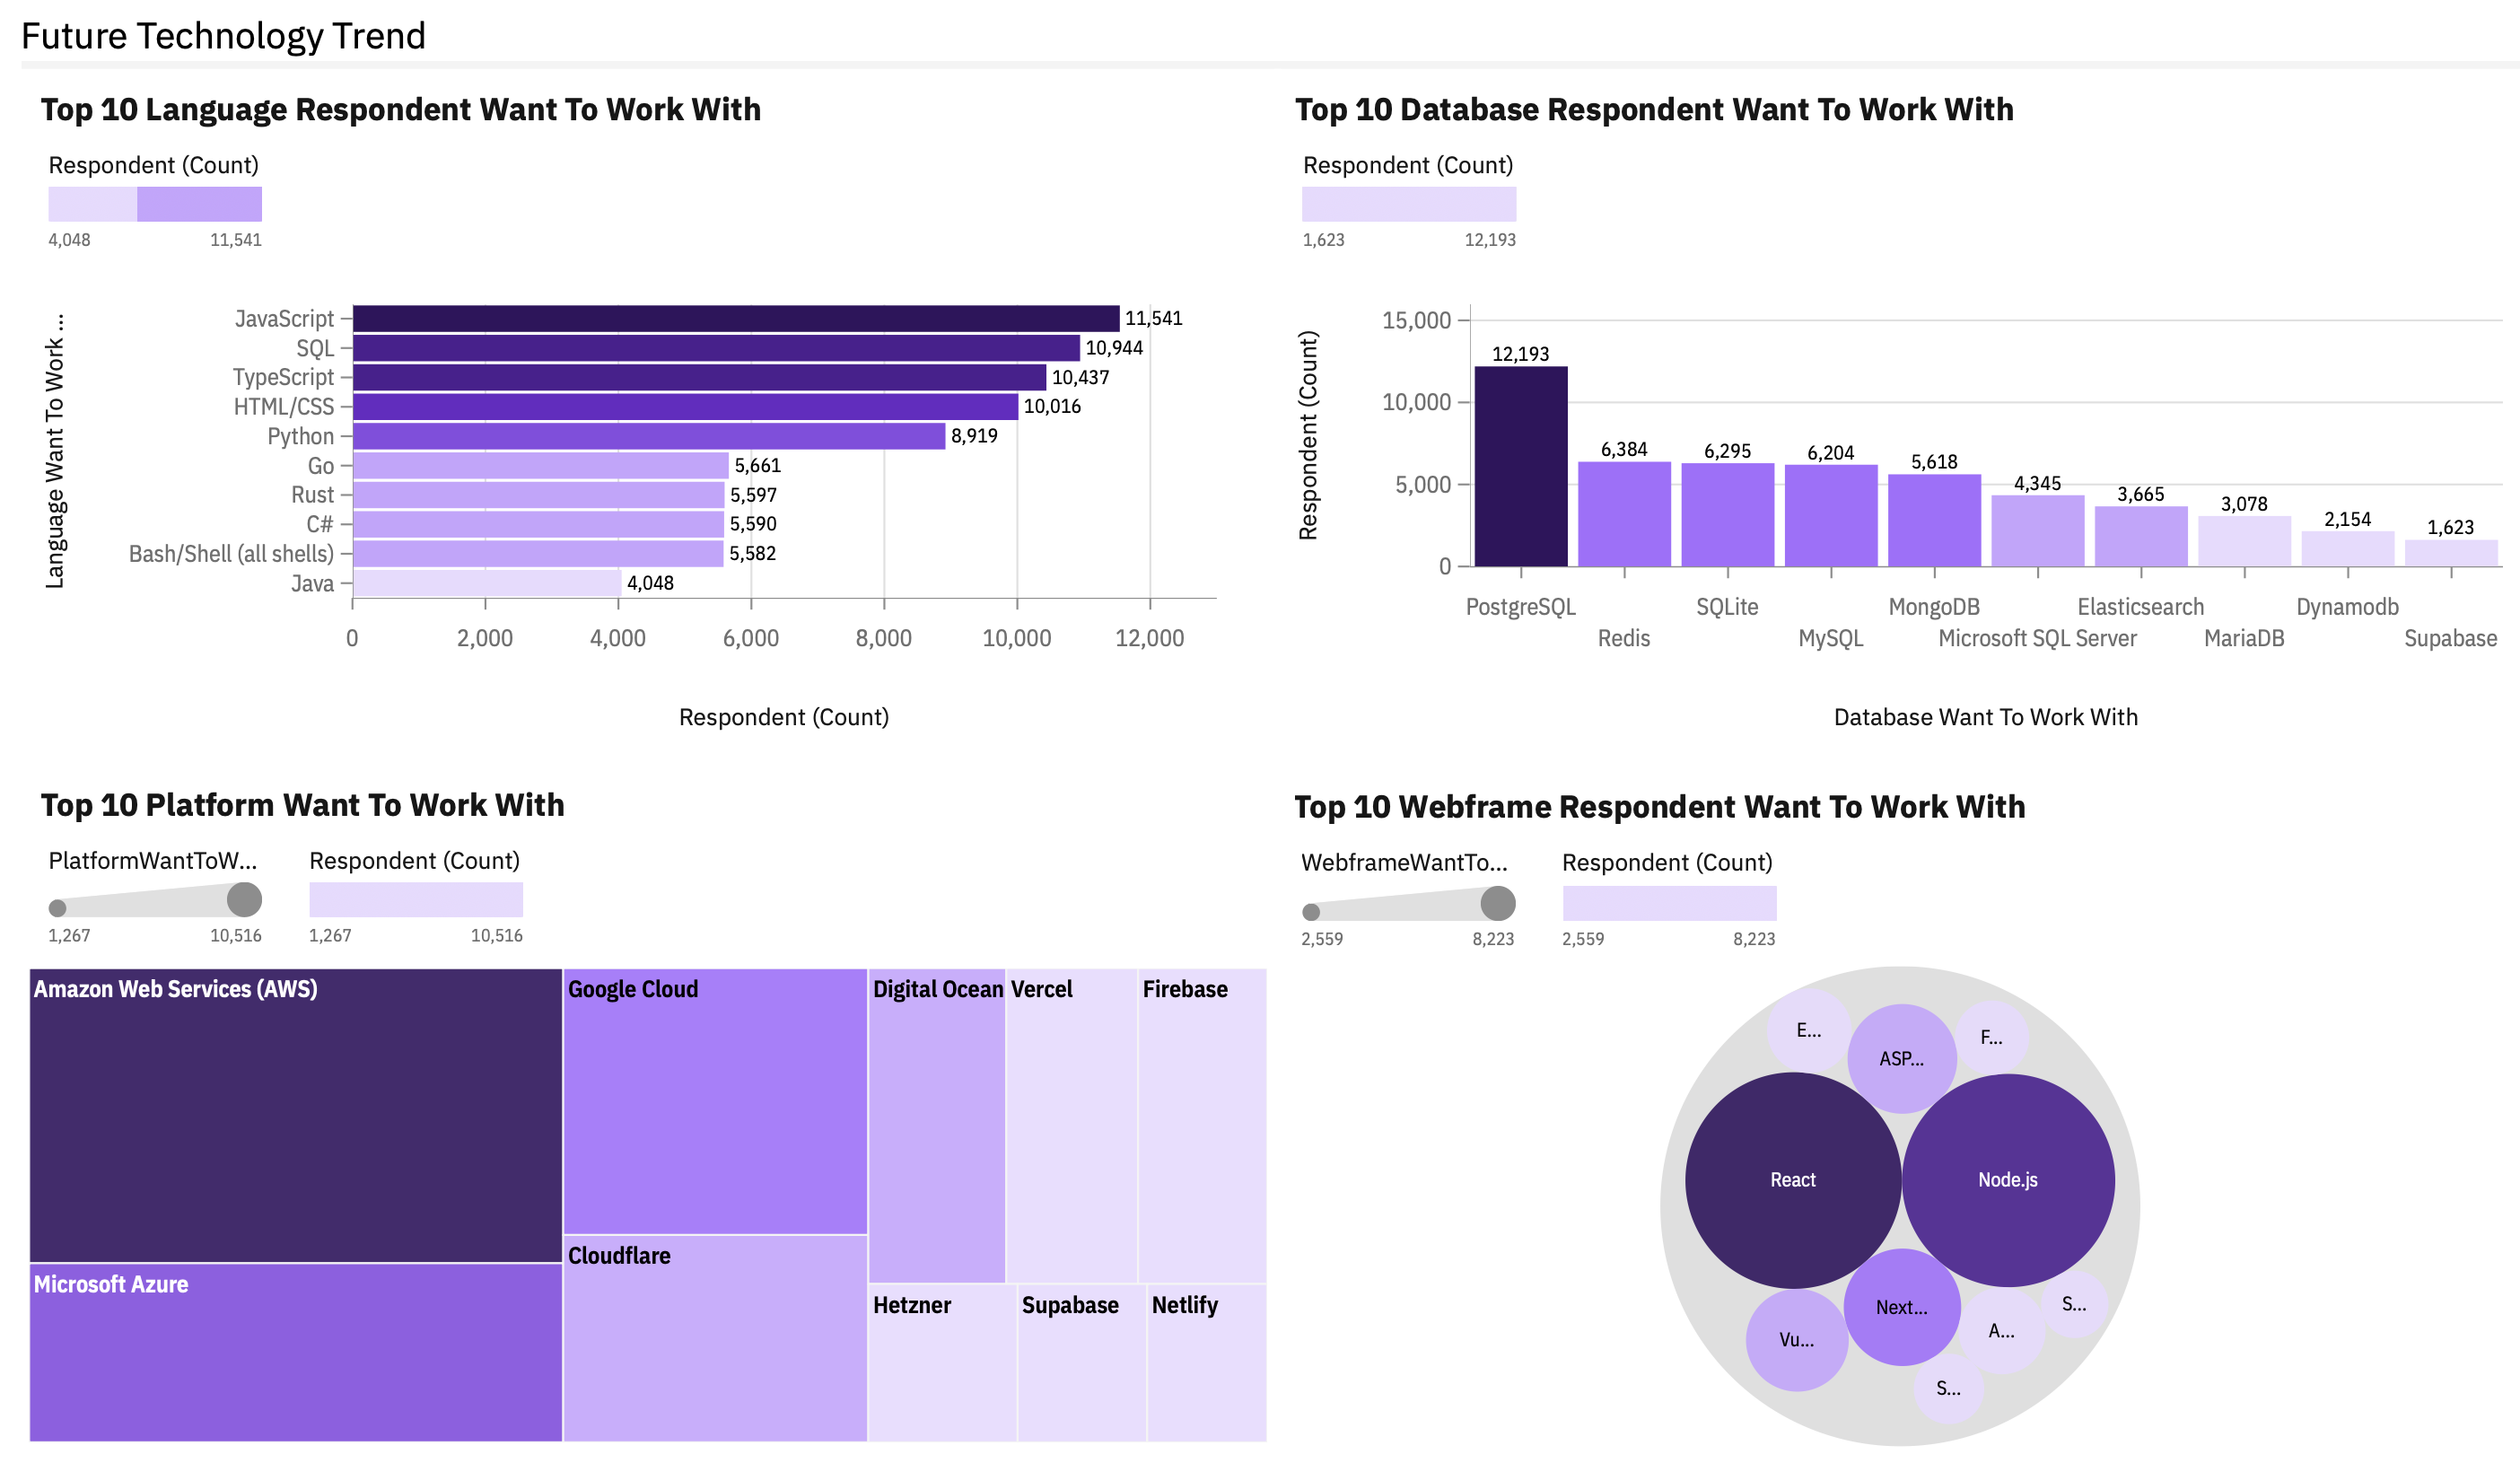 Future Technology Trend
Top 10 Language Respondent Want To Work With
Respondent (Count)
4,048 11,541
Language Want To Work ...
JavaScript 11,541
SQL 10,944
TypeScript 10,437
HTML/CSS 10,016
Python 8,919
Go 5,661
Rust 5,597
C# 5,590
Bash/Shell (all shells) 5,582
Java 4,048
0 2,000 4,000 6,000 8,000 10,000 12,000
Respondent (Count)
Top 10 Database Respondent Want To Work With
Respondent (Count)
1,623 12,193
Respondent (Count)
15,000
10,000
5,000
0
12,193 6,384 6,295 6,204 5,618 4,345 3,665 3,078 2,154 1,623
PostgreSQL SQLite MongoDB Elasticsearch Dynamodb
Redis MySQL Microsoft SQL Server MariaDB Supabase
Database Want To Work With
Top 10 Platform Want To Work With
PlatformWantToW... Respondent (Count)
1,267 10,516 1,267 10,516
Amazon Web Services (AWS) Google Cloud Digital Ocean Vercel Firebase
Cloudflare
Microsoft Azure
Hetzner Supabase Netlify
Top 10 Webframe Respondent Want To Work With
WebframeWantTo... Respondent (Count)
2,559 8,223 2,559 8,223
E... F...
ASP...
React Node.js
Next... S...
Vu... A...
S...